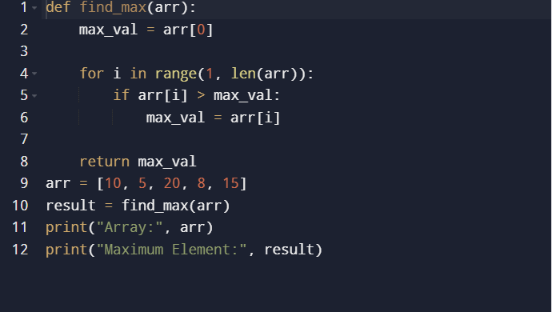 1 def find_max(arr):
2     max_val = arr[0]
3
4     for i in range(1, len(arr)):
5         if arr[i] > max_val:
6             max_val = arr[i]
7
8     return max_val
9 arr = [10, 5, 20, 8, 15]
10 result = find_max(arr)
11 print("Array:", arr)
12 print("Maximum Element:", result)